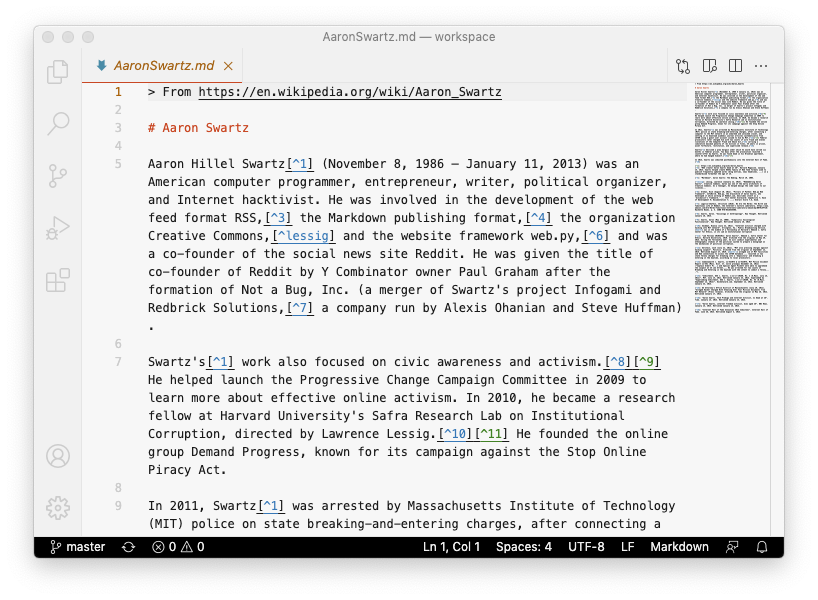 AaronSwartz.md — workspace
AaronSwartz.md
1 > From https://en.wikipedia.org/wiki/Aaron_Swartz
2
3 # Aaron Swartz
4
5 Aaron Hillel Swartz[^1] (November 8, 1986 – January 11, 2013) was an
American computer programmer, entrepreneur, writer, political organizer,
and Internet hacktivist. He was involved in the development of the web
feed format RSS,[^3] the Markdown publishing format,[^4] the organization
Creative Commons,[^lessig] and the website framework web.py,[^6] and was
a co-founder of the social news site Reddit. He was given the title of
co-founder of Reddit by Y Combinator owner Paul Graham after the
formation of Not a Bug, Inc. (a merger of Swartz's project Infogami and
Redbrick Solutions,[^7] a company run by Alexis Ohanian and Steve Huffman)
.
6
7 Swartz's[^1] work also focused on civic awareness and activism.[^8][^9]
He helped launch the Progressive Change Campaign Committee in 2009 to
learn more about effective online activism. In 2010, he became a research
fellow at Harvard University's Safra Research Lab on Institutional
Corruption, directed by Lawrence Lessig.[^10][^11] He founded the online
group Demand Progress, known for its campaign against the Stop Online
Piracy Act.
8
9 In 2011, Swartz[^1] was arrested by Massachusetts Institute of Technology
(MIT) police on state breaking-and-entering charges, after connecting a
master 0 0 Ln 1, Col 1 Spaces: 4 UTF-8 LF Markdown